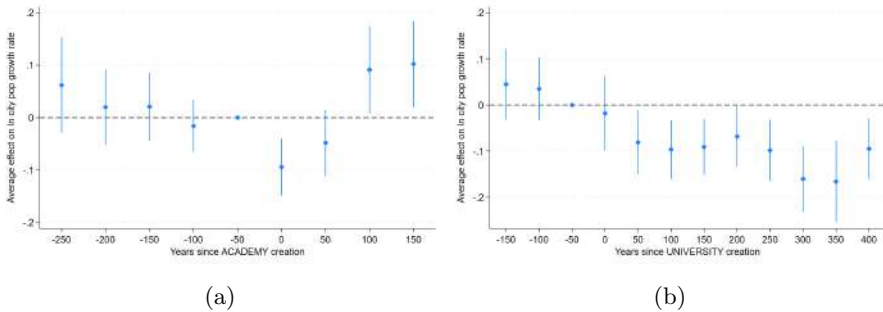 Average effect on ln city pop growth rate
.2
.1
0
-.1
-.2
-250 -200 -150 -100 -50 0 50 100 150
Years since ACADEMY creation
(a)
Average effect on ln city pop growth rate
.2
.1
0
-.1
-.2
-150 -100 -50 0 50 100 150 200 250 300 350 400
Years since UNIVERSITY creation
(b)